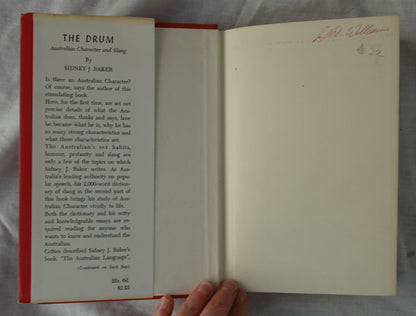 THE DRUM
Australian Character and Slang
By
SIDNEY J. BAKER
Is there an Australian Character?
Of course, says the author of this
stimulating book.
Here, for the first time, are set out
precise details of what the Aus-
tralian does, thinks and says, how
he became what he is, why he has
so many strong characteristics and
what those characteristics are.
The Australian's sex habits,
humour, profanity and slang are
only a few of the topics on which
Sidney J. Baker writes. As Aus-
tralia's leading authority on popu-
lar speech, his 2,000-word diction-
ary of slang in the second part of
this book brings his study of Aus-
tralian Character vividly to life.
Both the dictionary and his witty
and knowledgeable essays are re-
quired reading for anyone who
wants to know and understand the
Australian.
Critics described Sidney J. Baker's
book, "The Australian Language",
(Continued on back flap)
Williams